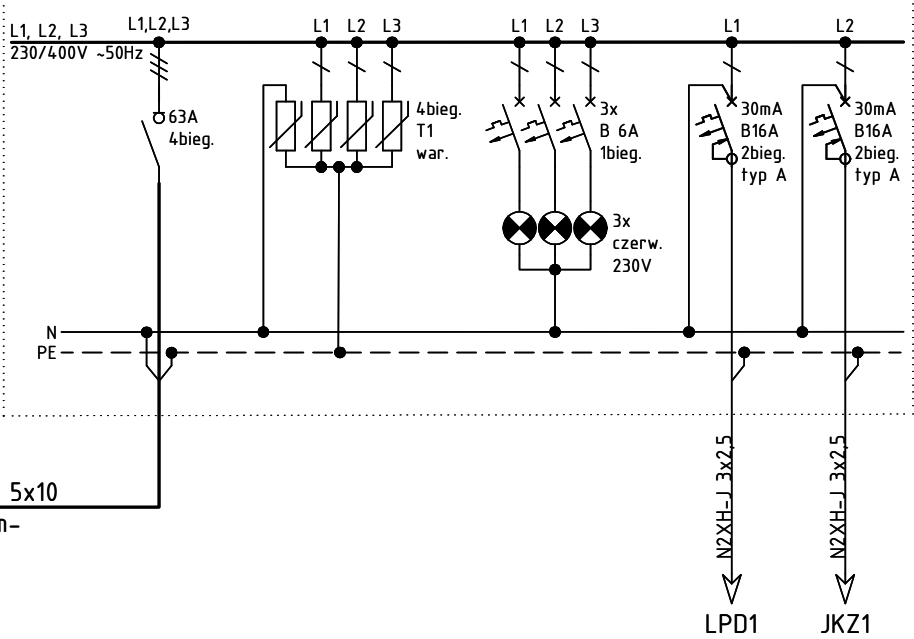 L1, L2, L3
230/400V ~50Hz
L1,L2,L3
63A
4bieg.
L1 L2 L3
4bieg.
T1
war.
L1 L2 L3
3x
B 6A
1bieg.
3x
czerw.
230V
L1
30mA
B16A
2bieg.
typ A
L2
30mA
B16A
2bieg.
typ A
N
PE
5x10
n-
N2XH-J 3x2,5
N2XH-J 3x2,5
LPD1
JKZ1